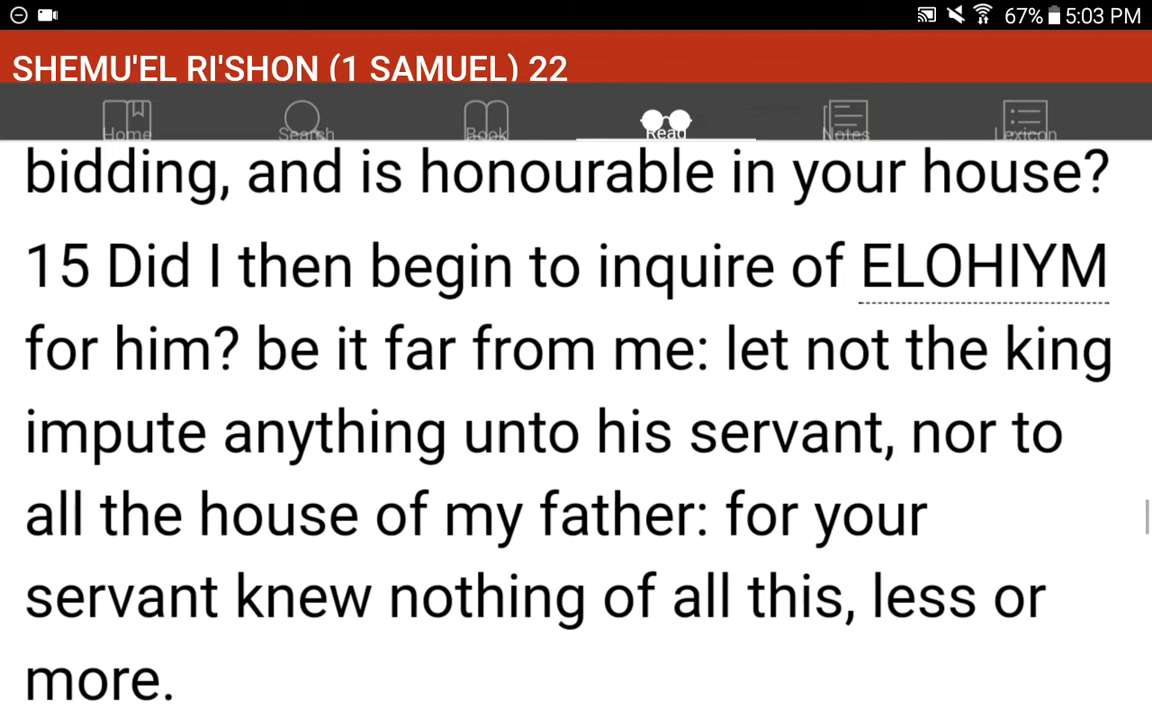 67% 5:03 PM
SHEMU'EL RI'SHON (1 SAMUEL) 22
Home Search Book Read Notes Lexicon
bidding, and is honourable in your house?
15 Did I then begin to inquire of ELOHIYM
for him? be it far from me: let not the king
impute anything unto his servant, nor to
all the house of my father: for your
servant knew nothing of all this, less or
more.